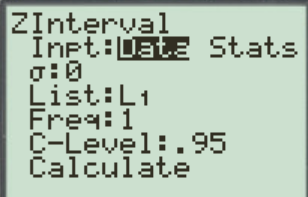 ZInterval
Inpt:Data Stats
σ:0
List:L₁
Freq:1
C-Level:.95
Calculate